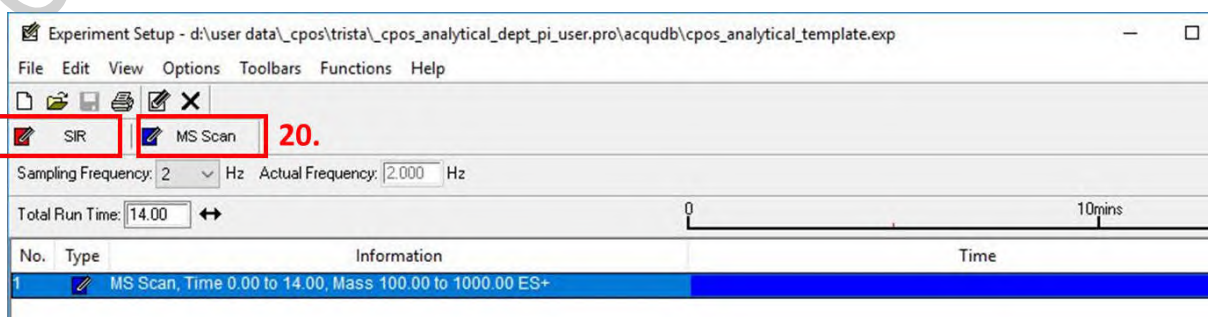 Experiment Setup - d:\user data\_cpos\trista\_cpos_analytical_dept_pi_user.pro\acqudb\cpos_analytical_template.exp
File Edit View Options Toolbars Functions Help
SIR MS Scan 20.
Sampling Frequency: 2 Hz Actual Frequency: 2.000 Hz
Total Run Time: 14.00 0 10mins
No. Type Information Time
1 MS Scan, Time 0.00 to 14.00, Mass 100.00 to 1000.00 ES+